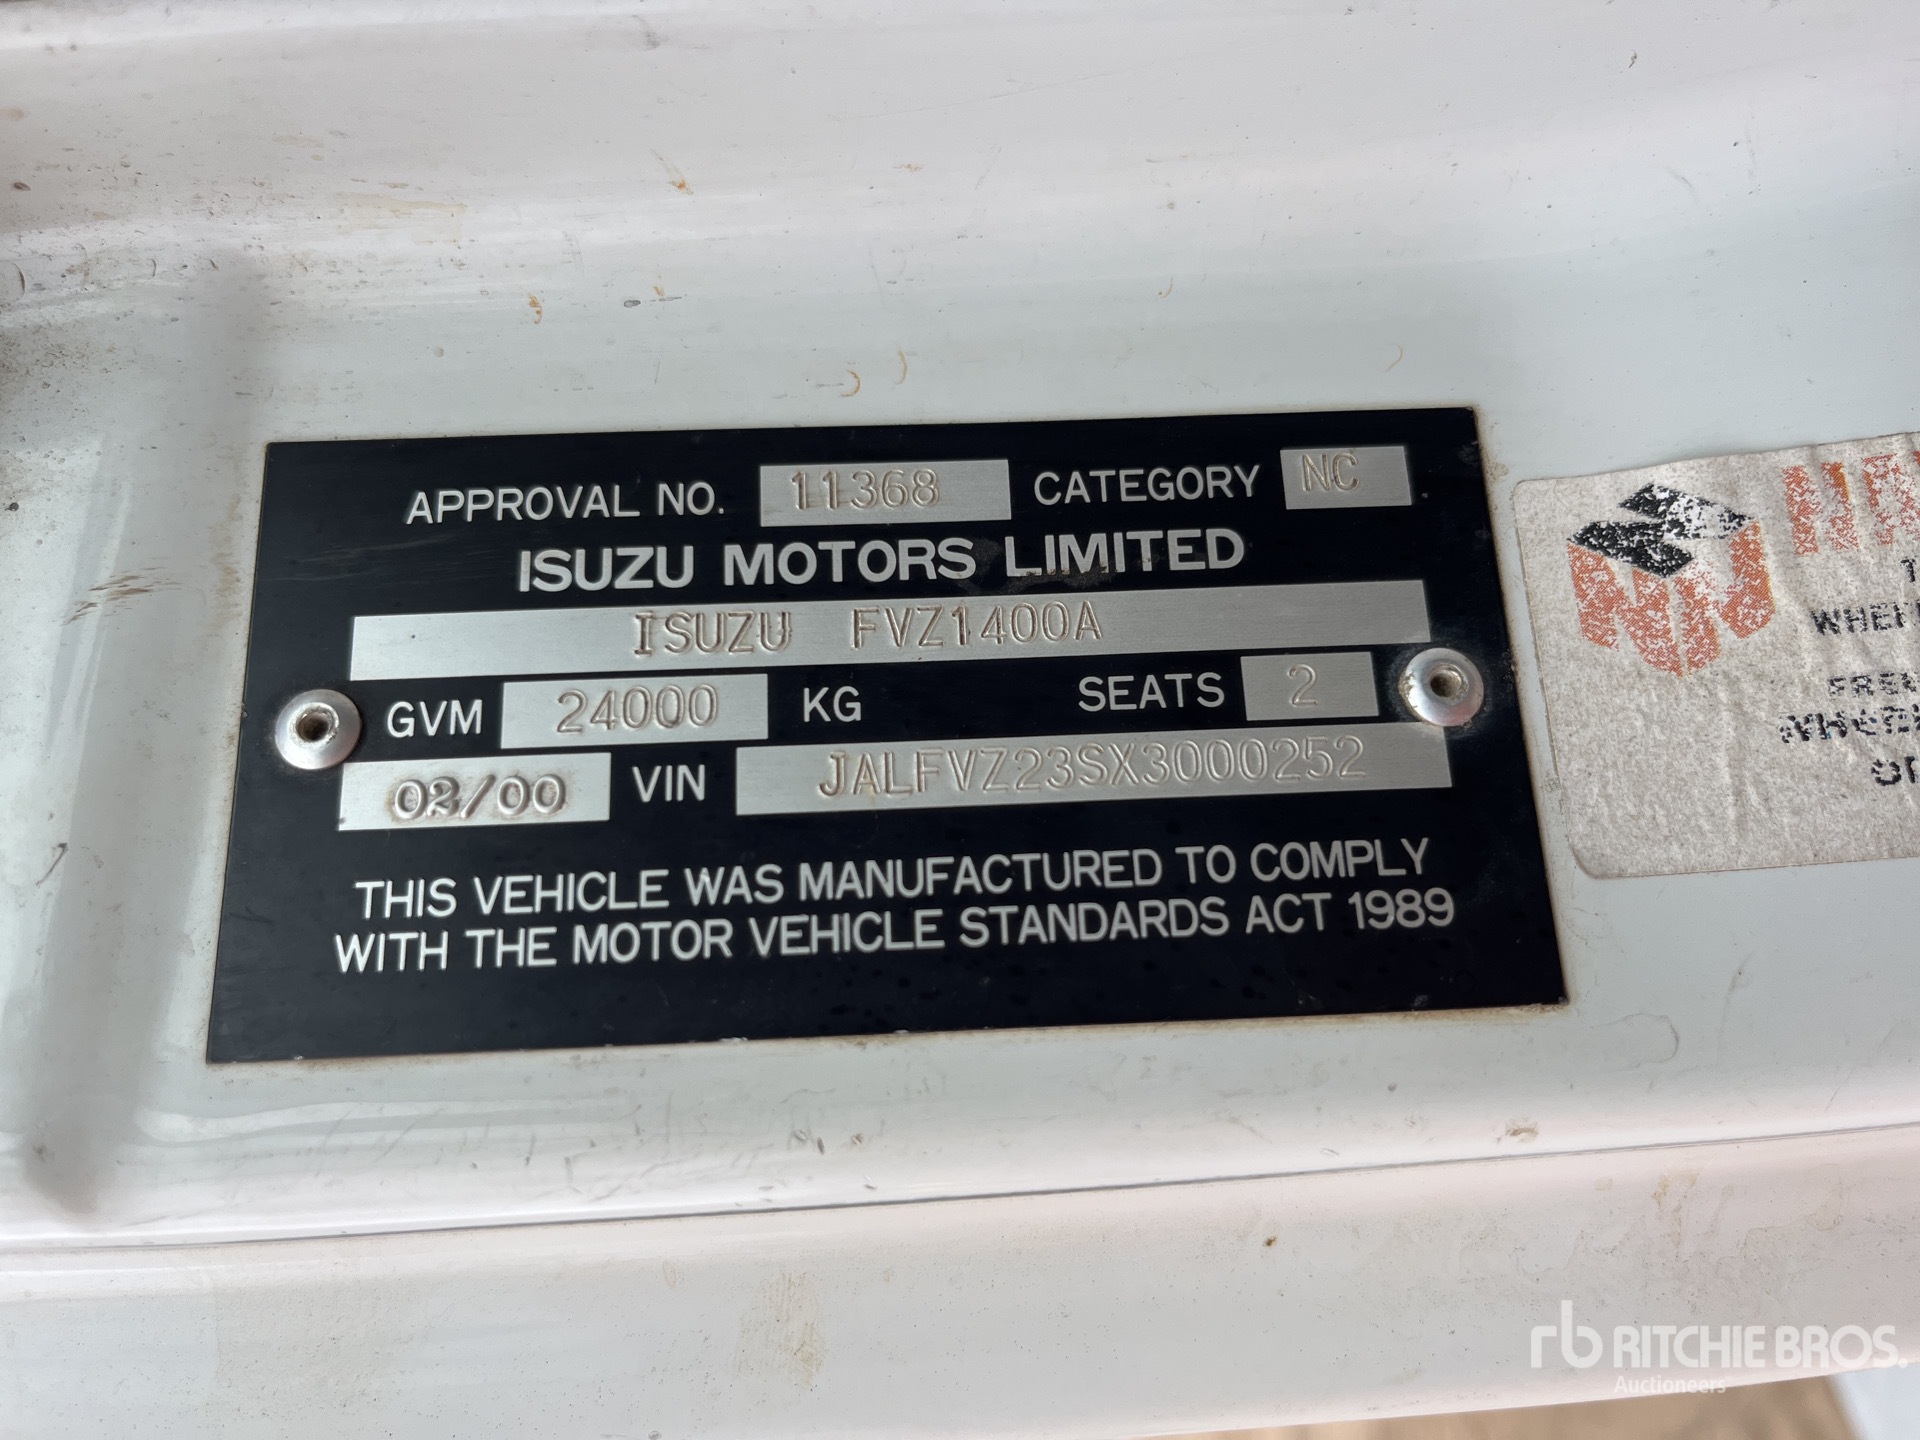 APPROVAL NO. 11368 CATEGORY NC
ISUZU MOTORS LIMITED
ISUZU FVZ1400A
GVM 24000 KG SEATS 2
02/00 VIN JALFVZ23SX3000252
THIS VEHICLE WAS MANUFACTURED TO COMPLY
WITH THE MOTOR VEHICLE STANDARDS ACT 1989
rb RITCHIE BROS.
Auctioneers